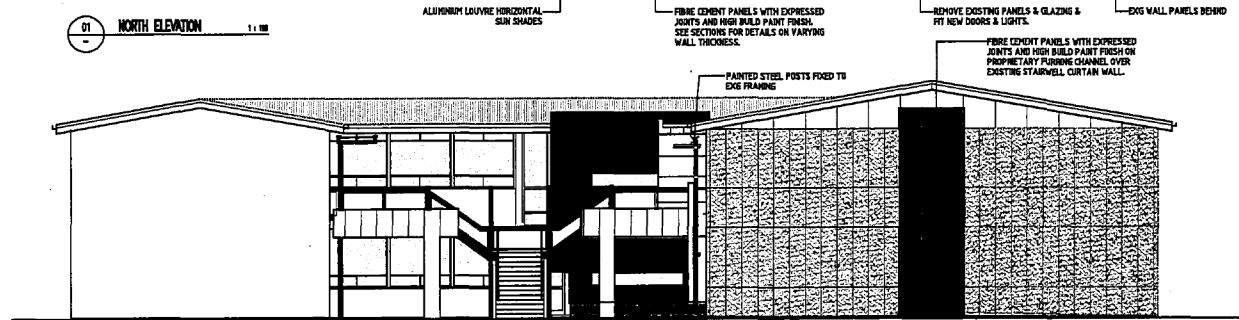 01
NORTH ELEVATION
ALUMINIUM LOUVRE HORIZONTAL
SUN SHADES
FIBRE CEMENT PANELS WITH EXPRESSED
JOINTS AND HIGH BUILD PAINT FINISH.
SEE SECTIONS FOR DETAILS ON VARYING
WALL THICKNESS.
REMOVE EXISTING PANELS & GLAZING &
FIT NEW DOORS & LIGHTS.
EXG WALL PANELS BEHIND
FIBRE CEMENT PANELS WITH EXPRESSED
JOINTS AND HIGH BUILD PAINT FINISH ON
PROPRIETARY FURRING CHANNEL OVER
EXISTING STAIRWELL CURTAIN WALL.
PAINTED STEEL POSTS FIXED TO
EXG FRAMING